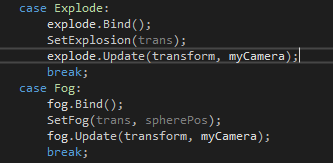 case Explode:
explode.Bind();
SetExplosion(trans);
explode.Update(transform, myCamera);
break;
case Fog:
fog.Bind();
SetFog(trans, spherePos);
fog.Update(transform, myCamera);
break;